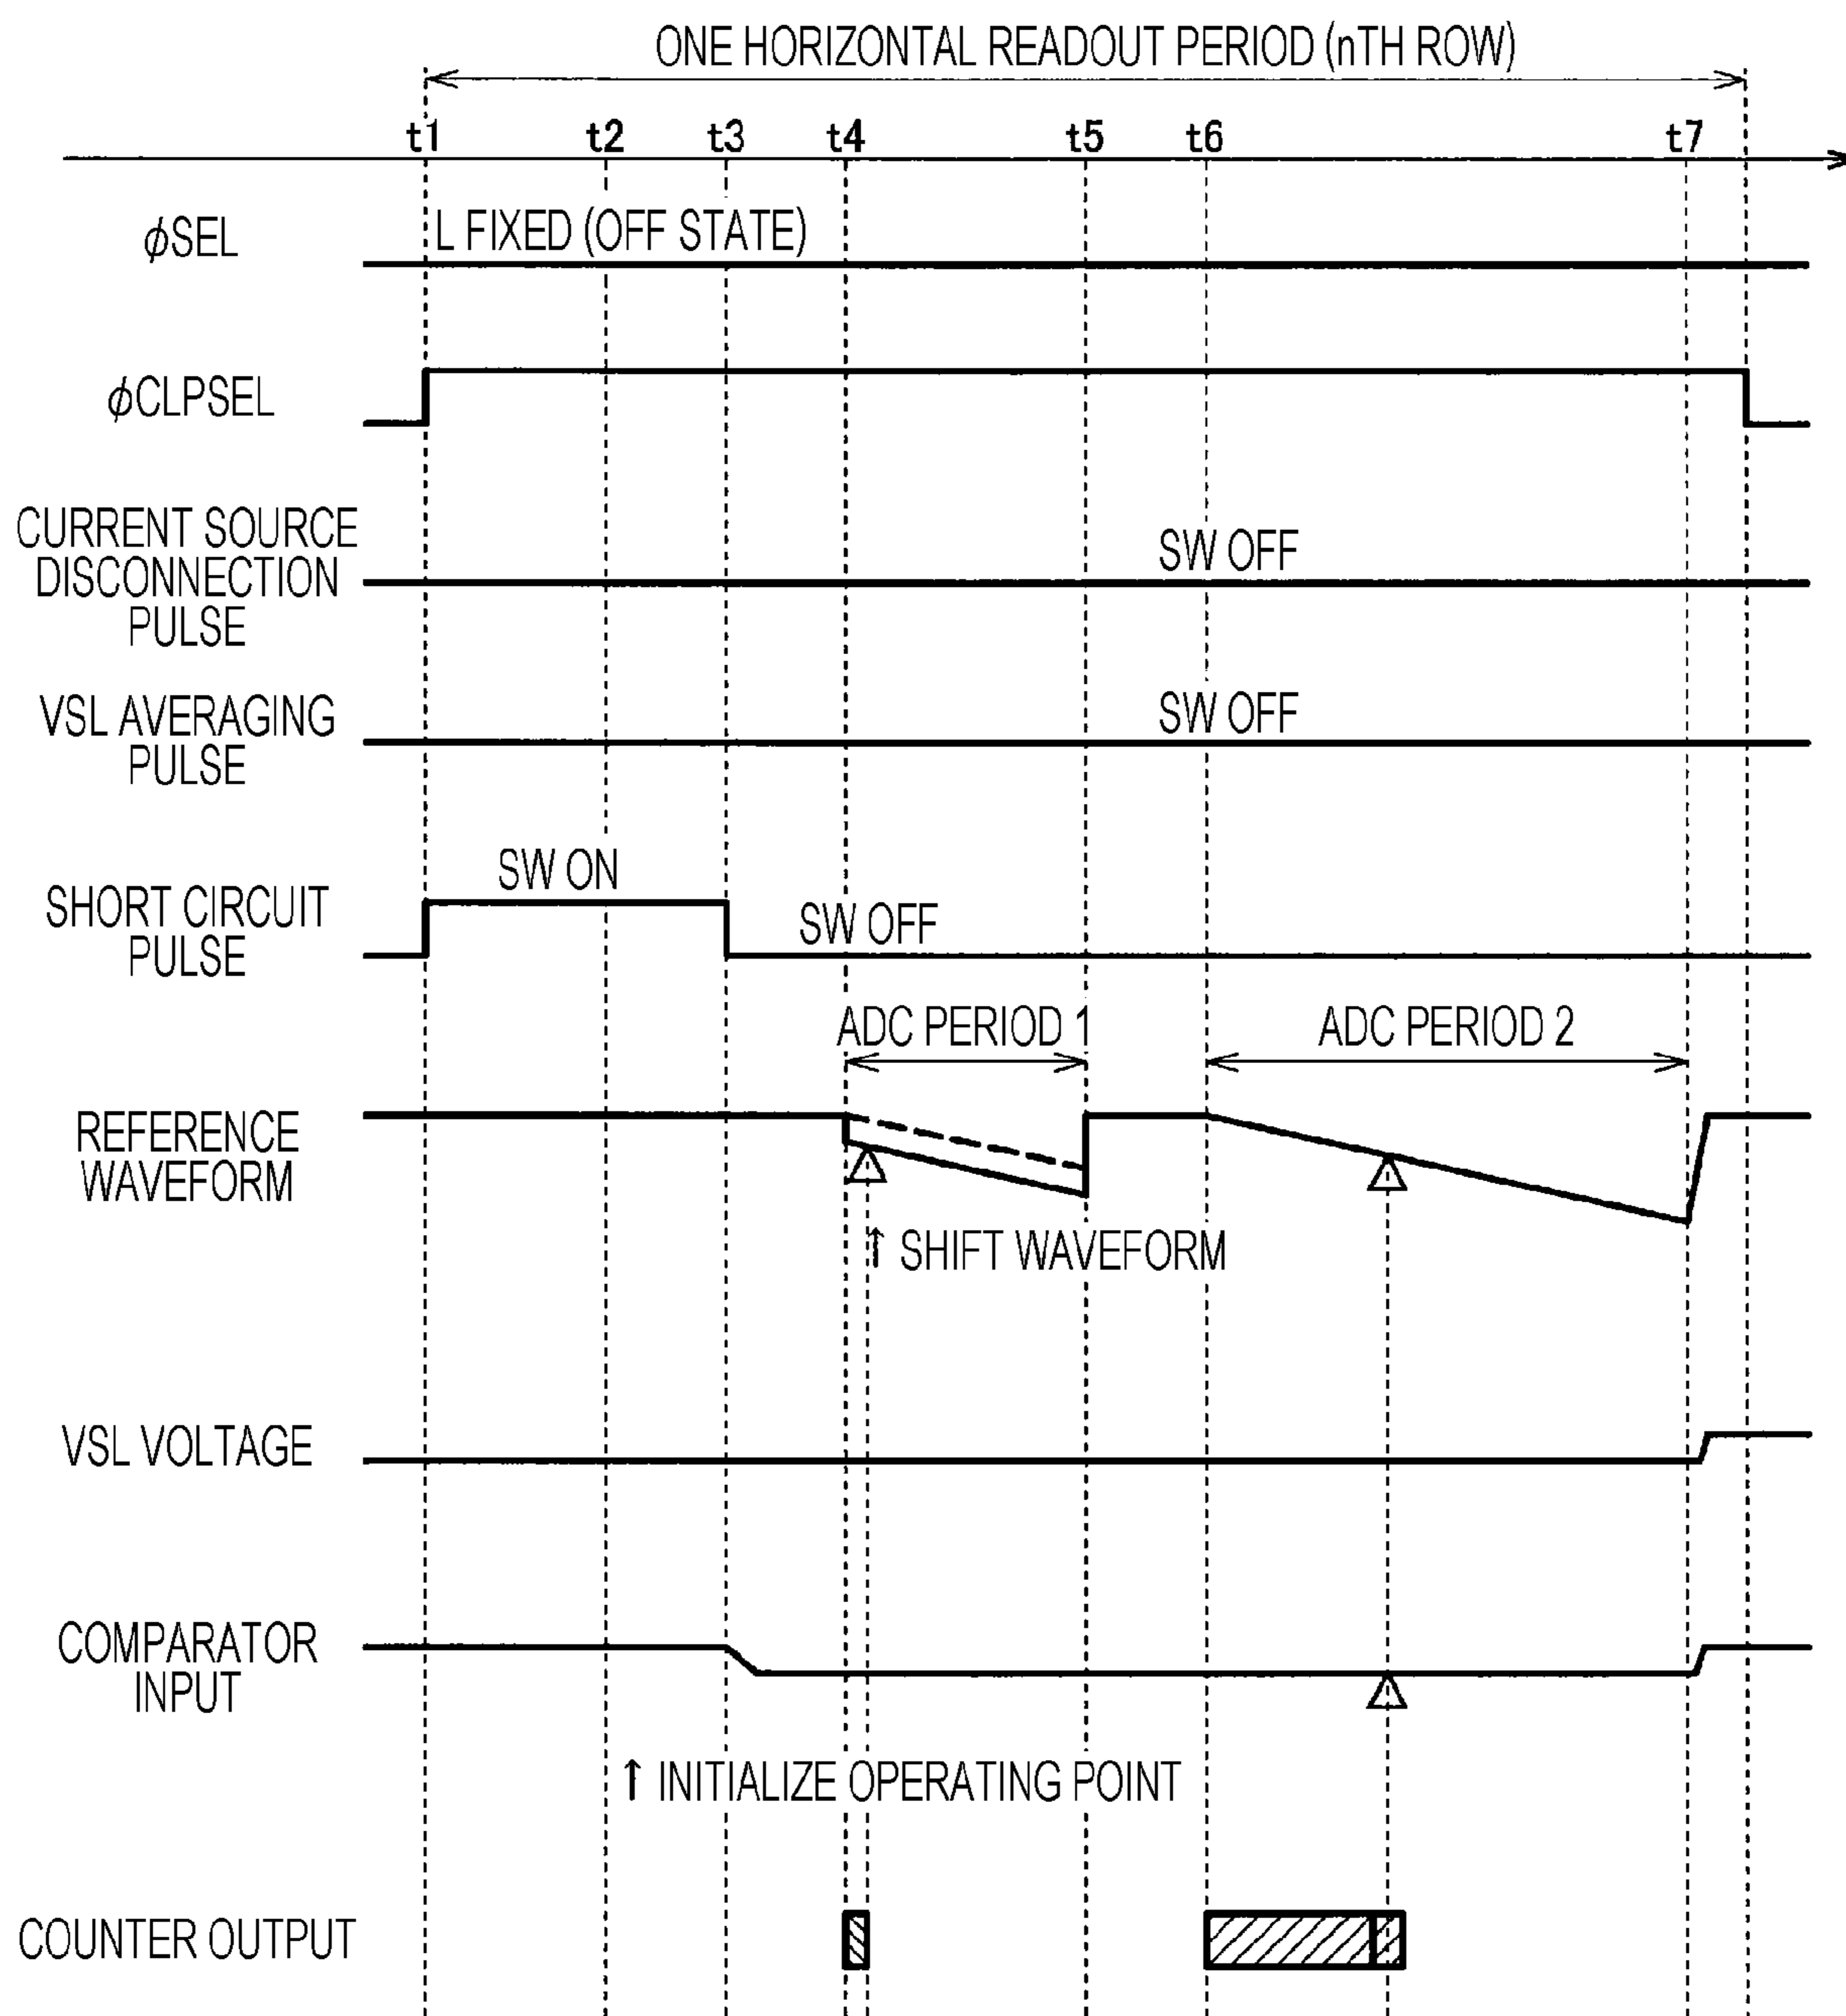 ONE HORIZONTAL READOUT PERIOD (nTH ROW)
t1 t2 t3 t4 t5 t6 t7
ϕSEL
L FIXED (OFF STATE)
ϕCLPSEL
CURRENT SOURCE
DISCONNECTION
PULSE
SW OFF
VSL AVERAGING
PULSE
SW OFF
SHORT CIRCUIT
PULSE
SW ON
SW OFF
ADC PERIOD 1
ADC PERIOD 2
REFERENCE
WAVEFORM
↑ SHIFT WAVEFORM
VSL VOLTAGE
COMPARATOR
INPUT
↑ INITIALIZE OPERATING POINT
COUNTER OUTPUT